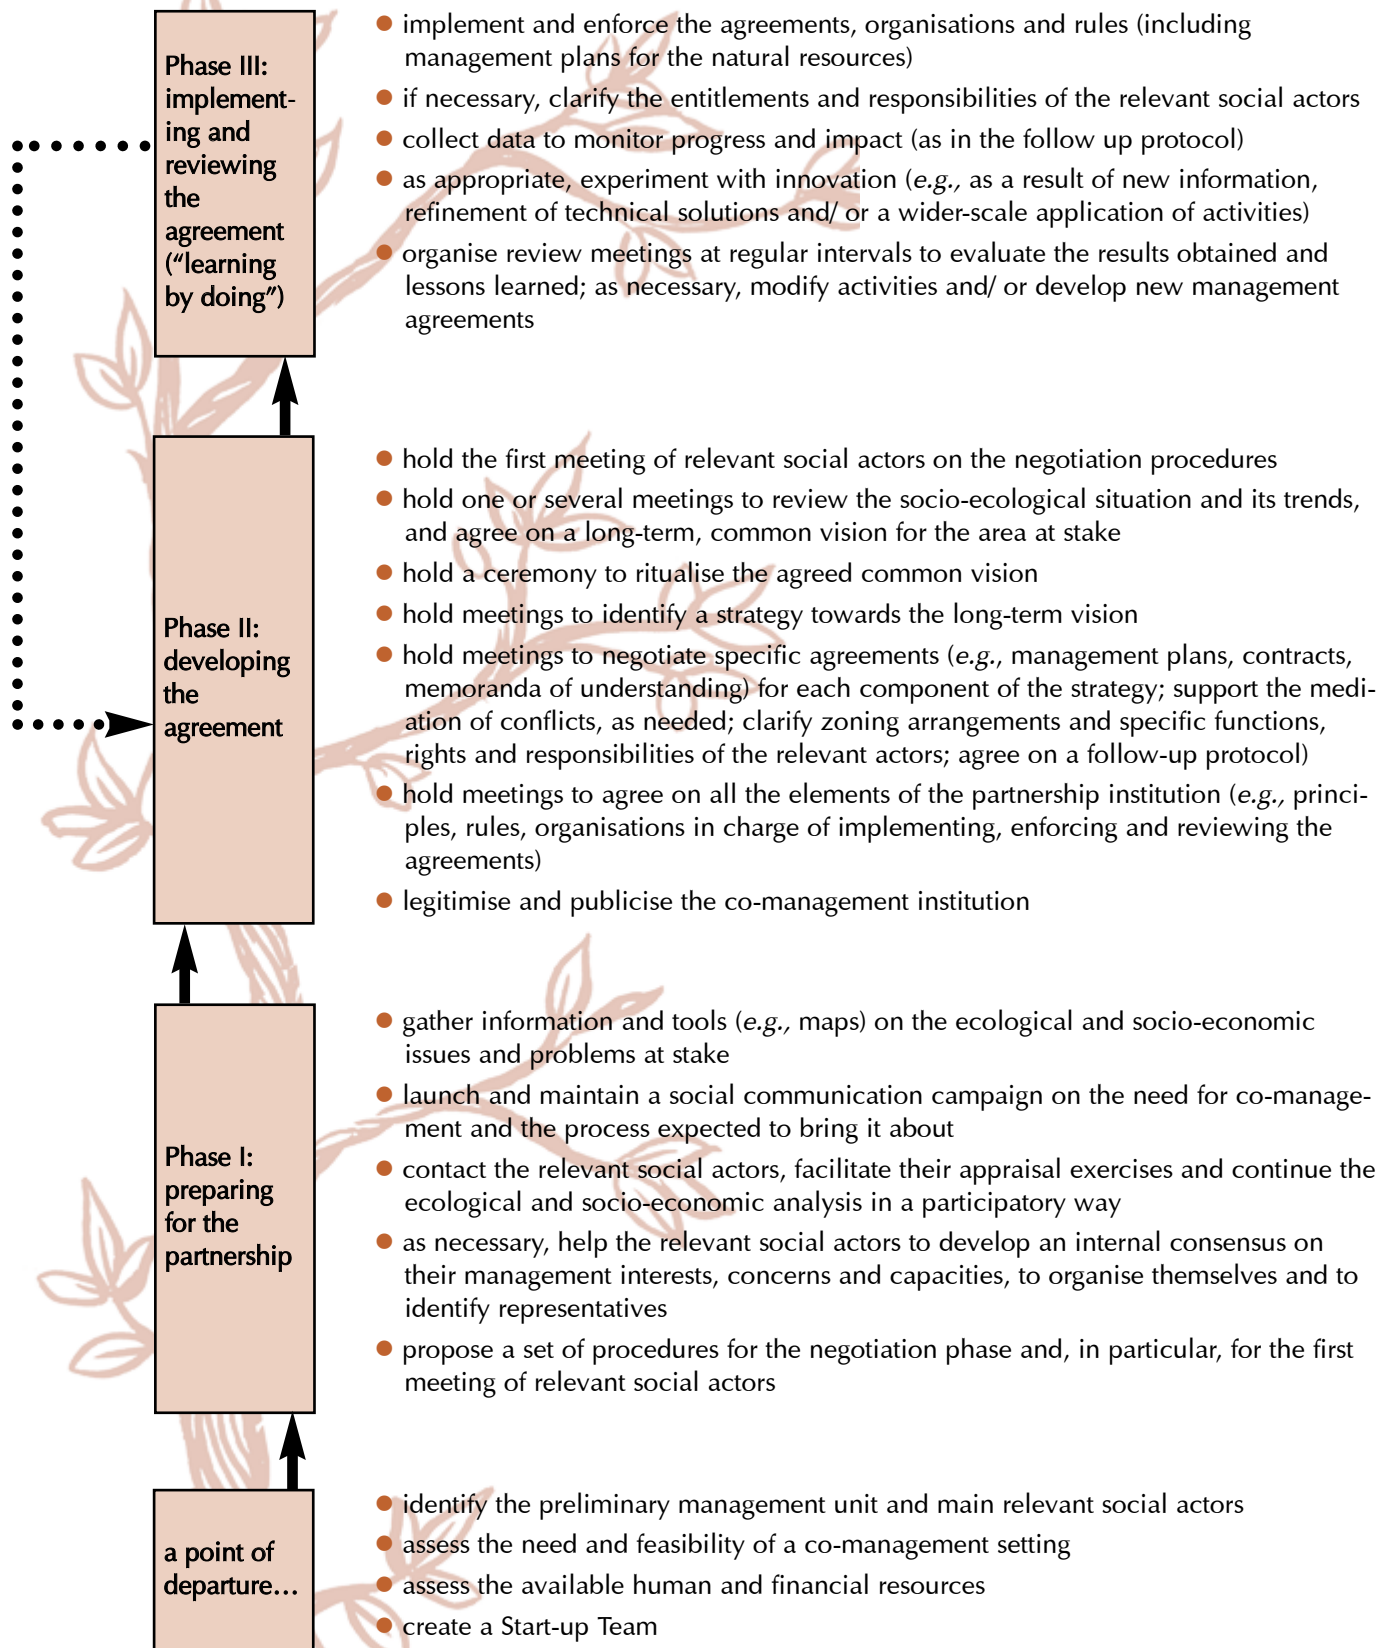 Phase III:
implement-
ing and
reviewing
the
agreement
(“learning
by doing”)
● implement and enforce the agreements, organisations and rules (including
management plans for the natural resources)
● if necessary, clarify the entitlements and responsibilities of the relevant social actors
● collect data to monitor progress and impact (as in the follow up protocol)
● as appropriate, experiment with innovation (e.g., as a result of new information,
refinement of technical solutions and/ or a wider-scale application of activities)
● organise review meetings at regular intervals to evaluate the results obtained and
lessons learned; as necessary, modify activities and/ or develop new management
agreements
Phase II:
developing
the
agreement
● hold the first meeting of relevant social actors on the negotiation procedures
● hold one or several meetings to review the socio-ecological situation and its trends,
and agree on a long-term, common vision for the area at stake
● hold a ceremony to ritualise the agreed common vision
● hold meetings to identify a strategy towards the long-term vision
● hold meetings to negotiate specific agreements (e.g., management plans, contracts,
memoranda of understanding) for each component of the strategy; support the medi-
ation of conflicts, as needed; clarify zoning arrangements and specific functions,
rights and responsibilities of the relevant actors; agree on a follow-up protocol)
● hold meetings to agree on all the elements of the partnership institution (e.g., princi-
ples, rules, organisations in charge of implementing, enforcing and reviewing the
agreements)
● legitimise and publicise the co-management institution
Phase I:
preparing
for the
partnership
● gather information and tools (e.g., maps) on the ecological and socio-economic
issues and problems at stake
● launch and maintain a social communication campaign on the need for co-manage-
ment and the process expected to bring it about
● contact the relevant social actors, facilitate their appraisal exercises and continue the
ecological and socio-economic analysis in a participatory way
● as necessary, help the relevant social actors to develop an internal consensus on
their management interests, concerns and capacities, to organise themselves and to
identify representatives
● propose a set of procedures for the negotiation phase and, in particular, for the first
meeting of relevant social actors
a point of
departure…
● identify the preliminary management unit and main relevant social actors
● assess the need and feasibility of a co-management setting
● assess the available human and financial resources
● create a Start-up Team